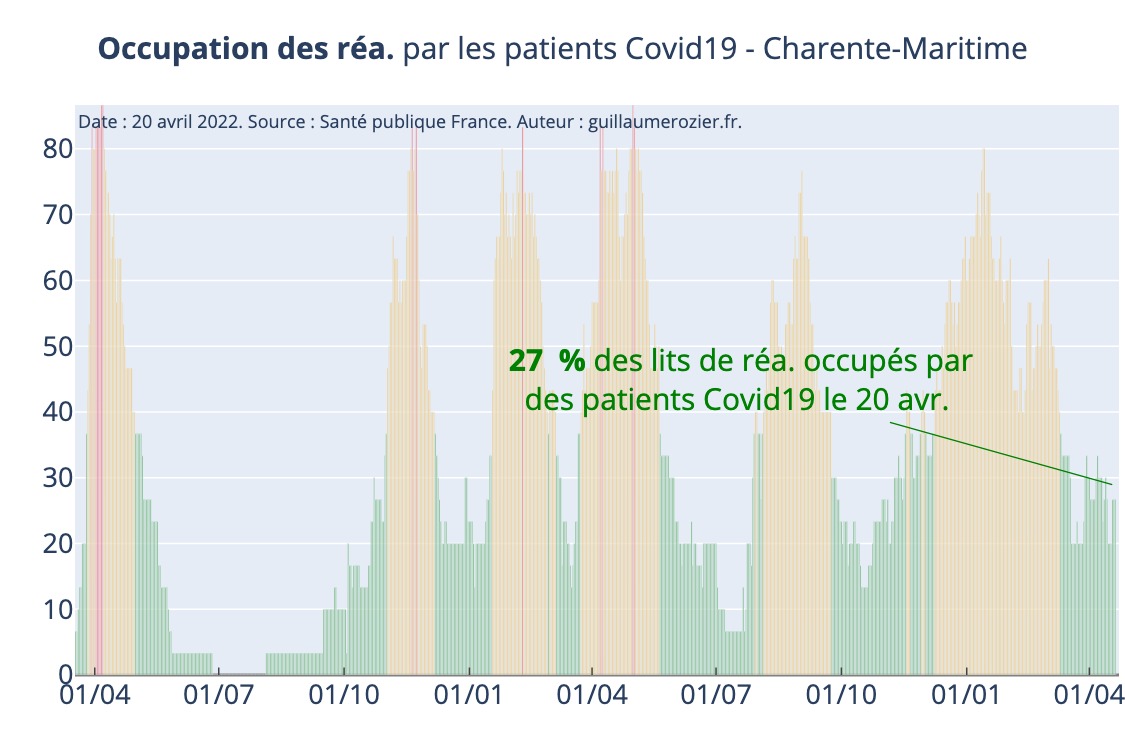 Occupation des réa. par les patients Covid19 - Charente-Maritime
Date : 20 avril 2022. Source : Santé publique France. Auteur : guillaumerozier.fr.
80
70
60
50
40
30
20
10
0
27  % des lits de réa. occupés par
des patients Covid19 le 20 avr.
01/04 01/07 01/10 01/01 01/04 01/07 01/10 01/01 01/04